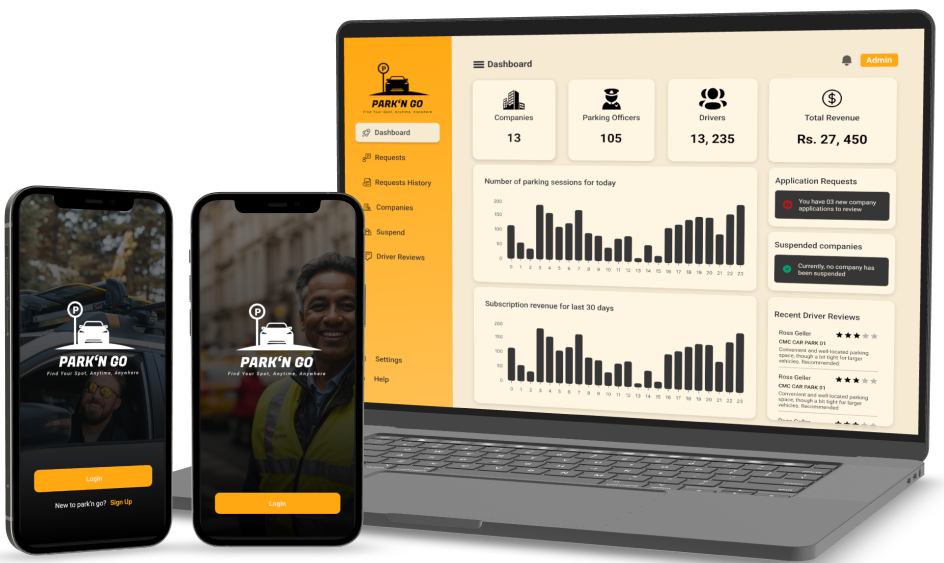 P
PARK'N GO
Find Your Spot, Anytime, Anywhere
Login
New to park'n go? Sign Up
P
PARK'N GO
Find Your Spot, Anytime, Anywhere
Login
P
PARK'N GO
Find Your Spot, Anytime, Anywhere
Dashboard
Requests
Requests History
Companies
Suspend
Driver Reviews
Settings
Help
Dashboard
Admin
Companies
13
Parking Officers
105
Drivers
13, 235
$
Total Revenue
Rs. 27, 450
Number of parking sessions for today
200
150
100
50
0
0 1 2 3 4 5 6 7 8 9 10 11 12 13 14 15 16 17 18 19 20 21 22 23
Subscription revenue for last 30 days
200
150
100
50
0
0 1 2 3 4 5 6 7 8 9 10 11 12 13 14 15 16 17 18 19 20 21 22 23
Application Requests
You have 03 new company
applications to review
Suspended companies
Currently, no company has
been suspended
Recent Driver Reviews
Ross Geller
CMC CAR PARK 01
Convenient and well-located parking
space, though a bit tight for larger
vehicles. Recommended
Ross Geller
CMC CAR PARK 01
Convenient and well-located parking
space, though a bit tight for larger
vehicles. Recommended